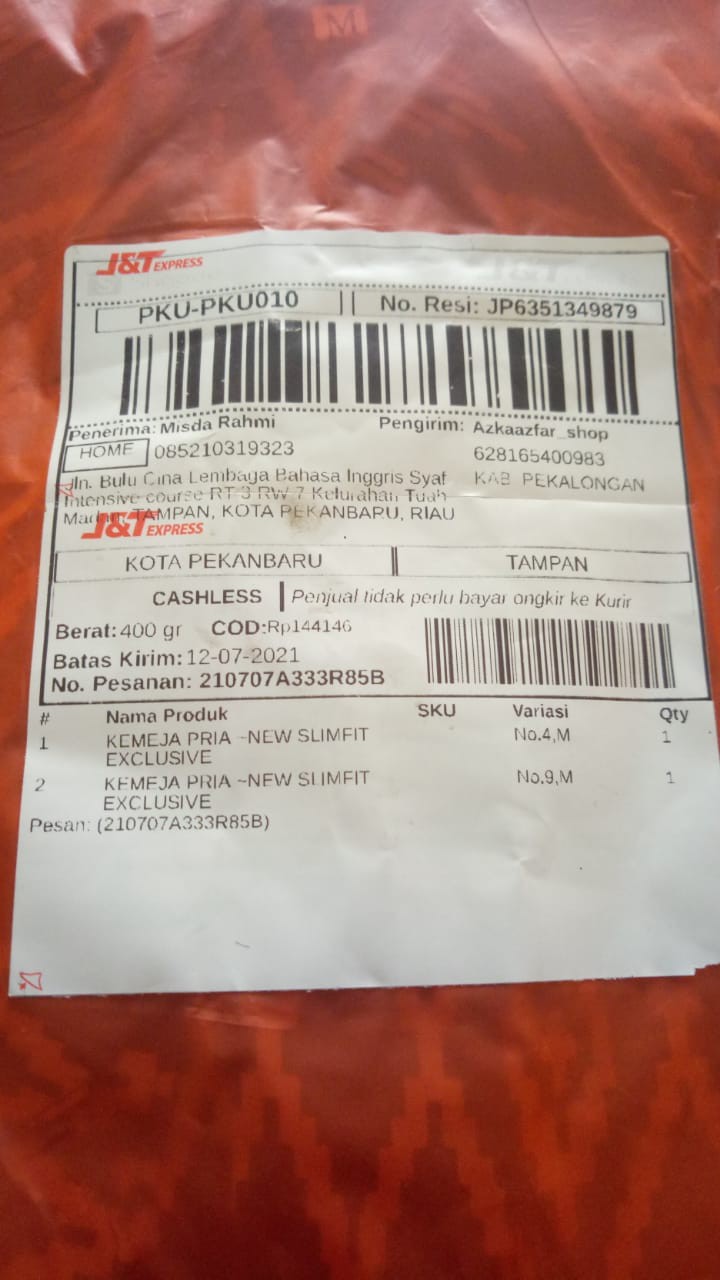 M
J&T EXPRESS
PKU-PKU010 No. Resi: JP6351349879
Penerima: Misda Rahmi Pengirim: Azkaazfar_shop
HOME 085210319323 628165400983
Jln. Bulu Cina Lembaga Bahasa Inggris Syaf KAB PEKALONGAN
Intensive course RT 3 RW 7 Kelurahan Tuah
TAMPAN, KOTA PEKANBARU, RIAU
J&T EXPRESS
KOTA PEKANBARU TAMPAN
CASHLESS Penjual tidak perlu bayar ongkir ke Kurir
Berat: 400 gr COD:Rp144146
Batas Kirim: 12-07-2021
No. Pesanan: 210707A333R85B
# Nama Produk SKU Variasi Qty
1 KEMEJA PRIA ~NEW SLIMFIT No.4,M 1
EXCLUSIVE
2 KEMEJA PRIA ~NEW SLIMFIT No.9,M 1
EXCLUSIVE
Pesan: (210707A333R85B)